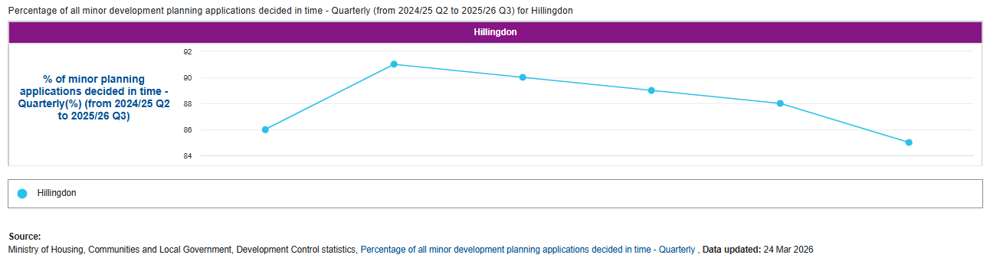 Percentage of all minor development planning applications decided in time - Quarterly (from 2024/25 Q2 to 2025/26 Q3) for Hillingdon
Hillingdon
% of minor planning
applications decided in time -
Quarterly(%) (from 2024/25 Q2
to 2025/26 Q3)
92
90
88
86
84
Hillingdon
Source:
Ministry of Housing, Communities and Local Government, Development Control statistics, Percentage of all minor development planning applications decided in time - Quarterly , Data updated: 24 Mar 2026